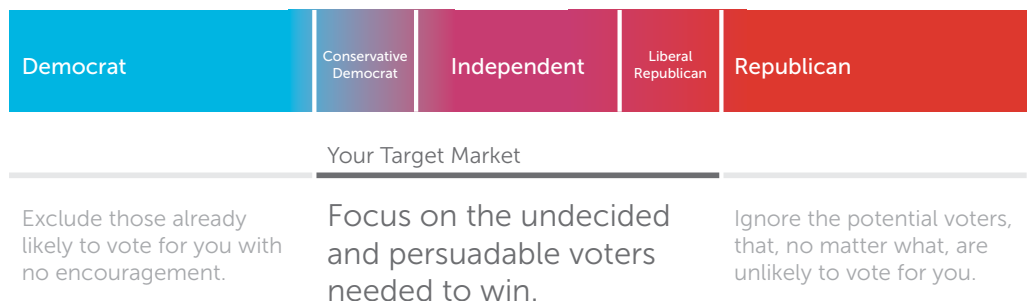 Democrat
Conservative
Democrat
Independent
Liberal
Republican
Republican
Your Target Market
Exclude those already
likely to vote for you with
no encouragement.
Focus on the undecided
and persuadable voters
needed to win.
Ignore the potential voters,
that, no matter what, are
unlikely to vote for you.